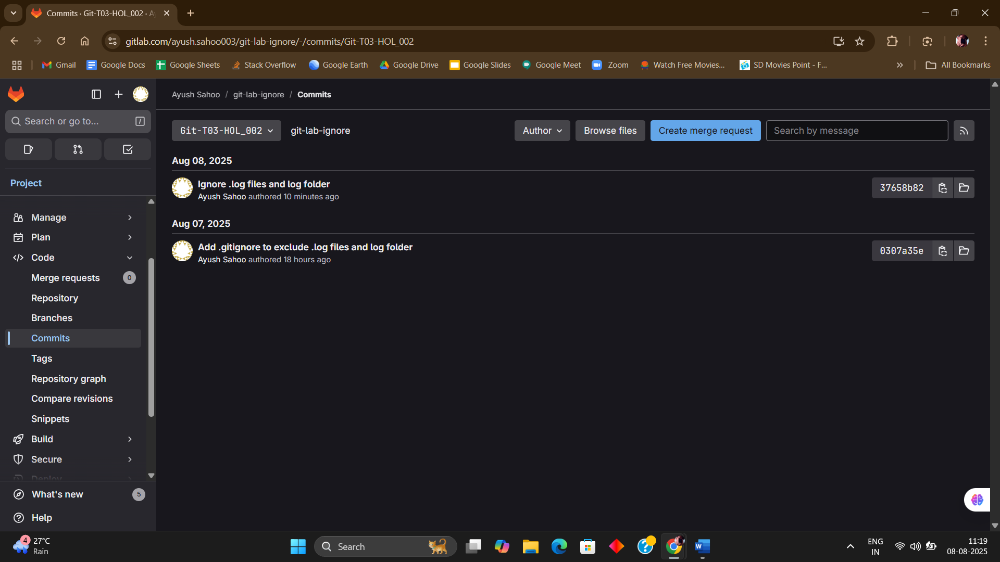 Commits · Git-T03-HOL_002 · A
gitlab.com/ayush.sahoo003/git-lab-ignore/-/commits/Git-T03-HOL_002
Gmail
Google Docs
Google Sheets
Stack Overflow
Google Earth
Google Drive
Google Slides
Google Meet
Zoom
Watch Free Movies...
SD Movies Point - F...
All Bookmarks
Search or go to...
/
Project
Manage
Plan
Code
Merge requests 0
Repository
Branches
Commits
Tags
Repository graph
Compare revisions
Snippets
Build
Secure
Deploy
What's new 5
Help
Ayush Sahoo / git-lab-ignore / Commits
Git-T03-HOL_002
git-lab-ignore
Author
Browse files
Create merge request
Search by message
Aug 08, 2025
Ignore .log files and log folder
Ayush Sahoo authored 10 minutes ago
37658b82
Aug 07, 2025
Add .gitignore to exclude .log files and log folder
Ayush Sahoo authored 18 hours ago
0307a35e
4
27°C
Rain
Search
W
ENG
IN
11:19
08-08-2025